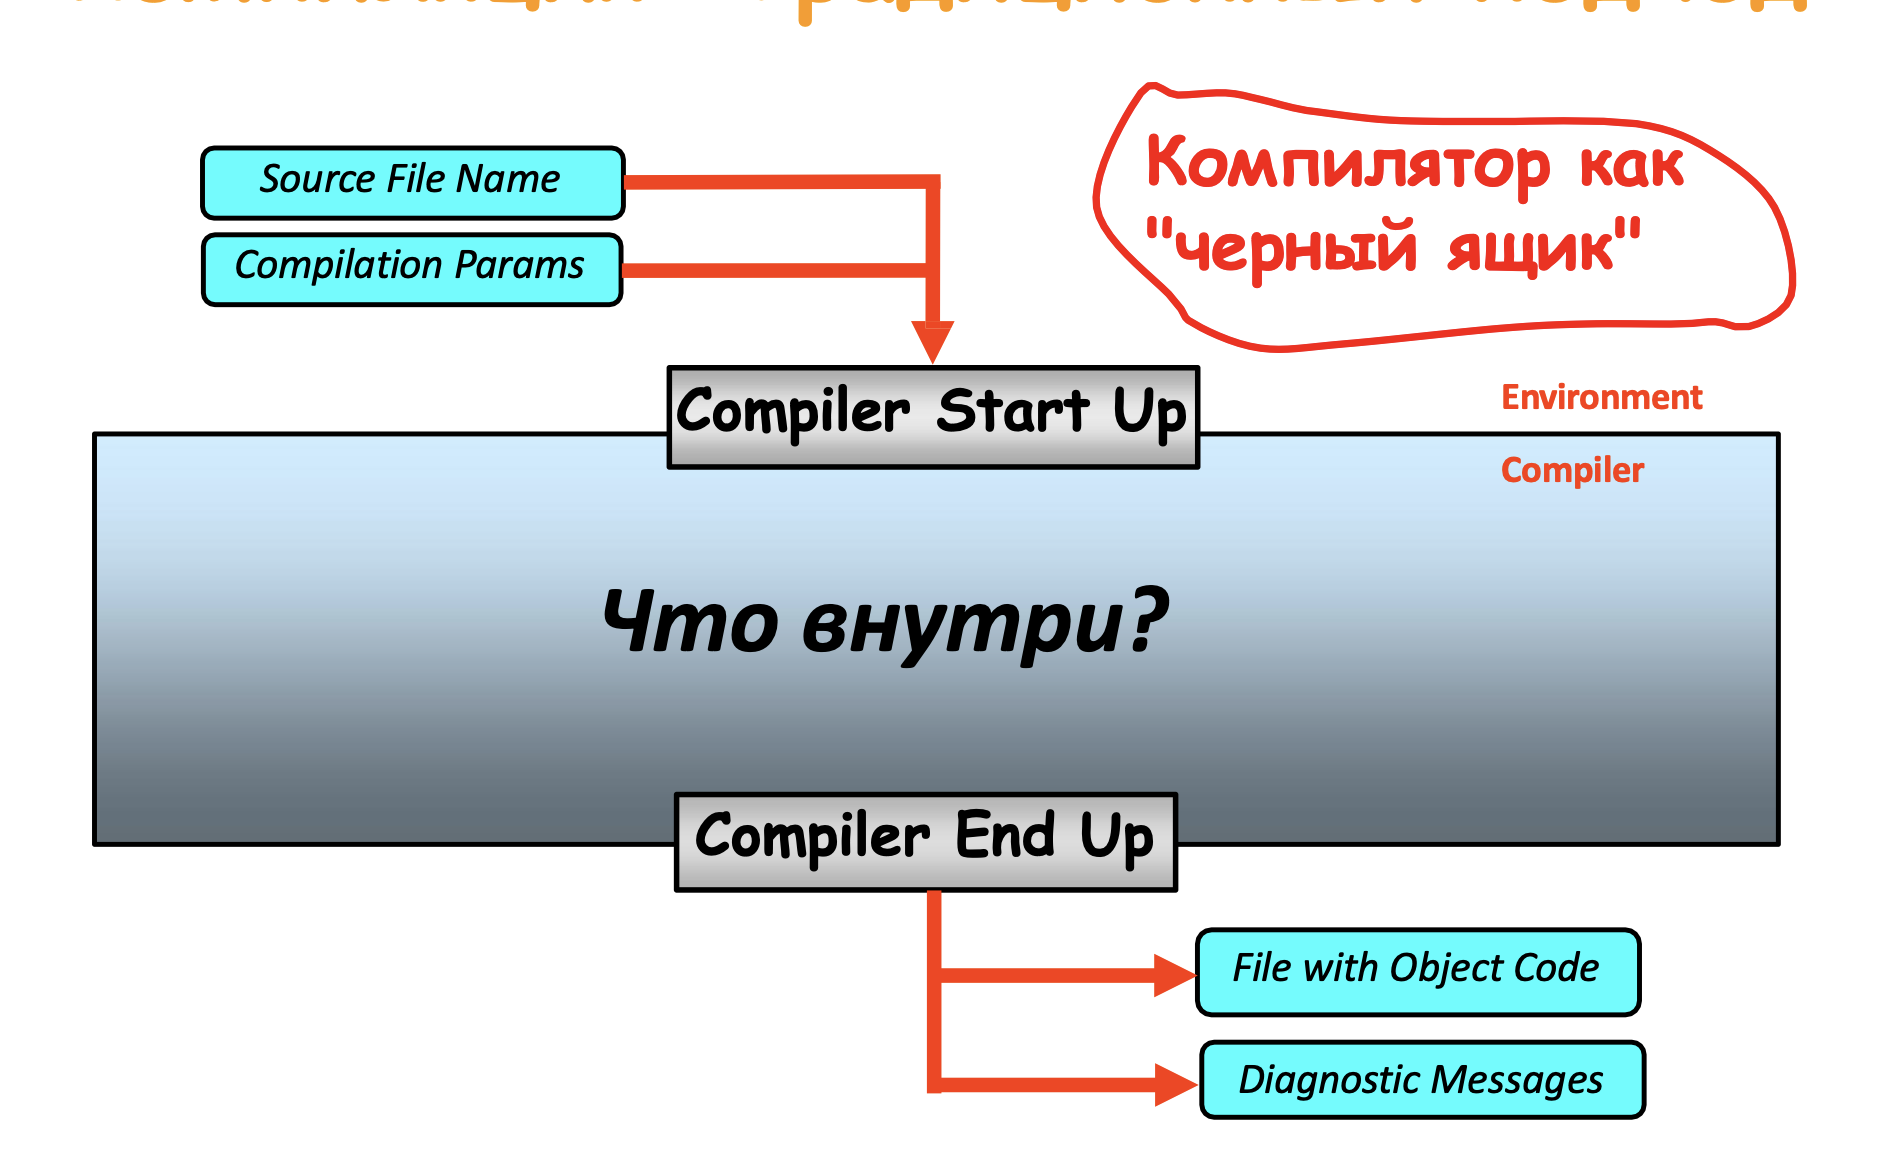 Source File Name
Compilation Params
Компилятор как
"черный ящик"
Compiler Start Up
Environment
Compiler
Что внутри?
Compiler End Up
File with Object Code
Diagnostic Messages